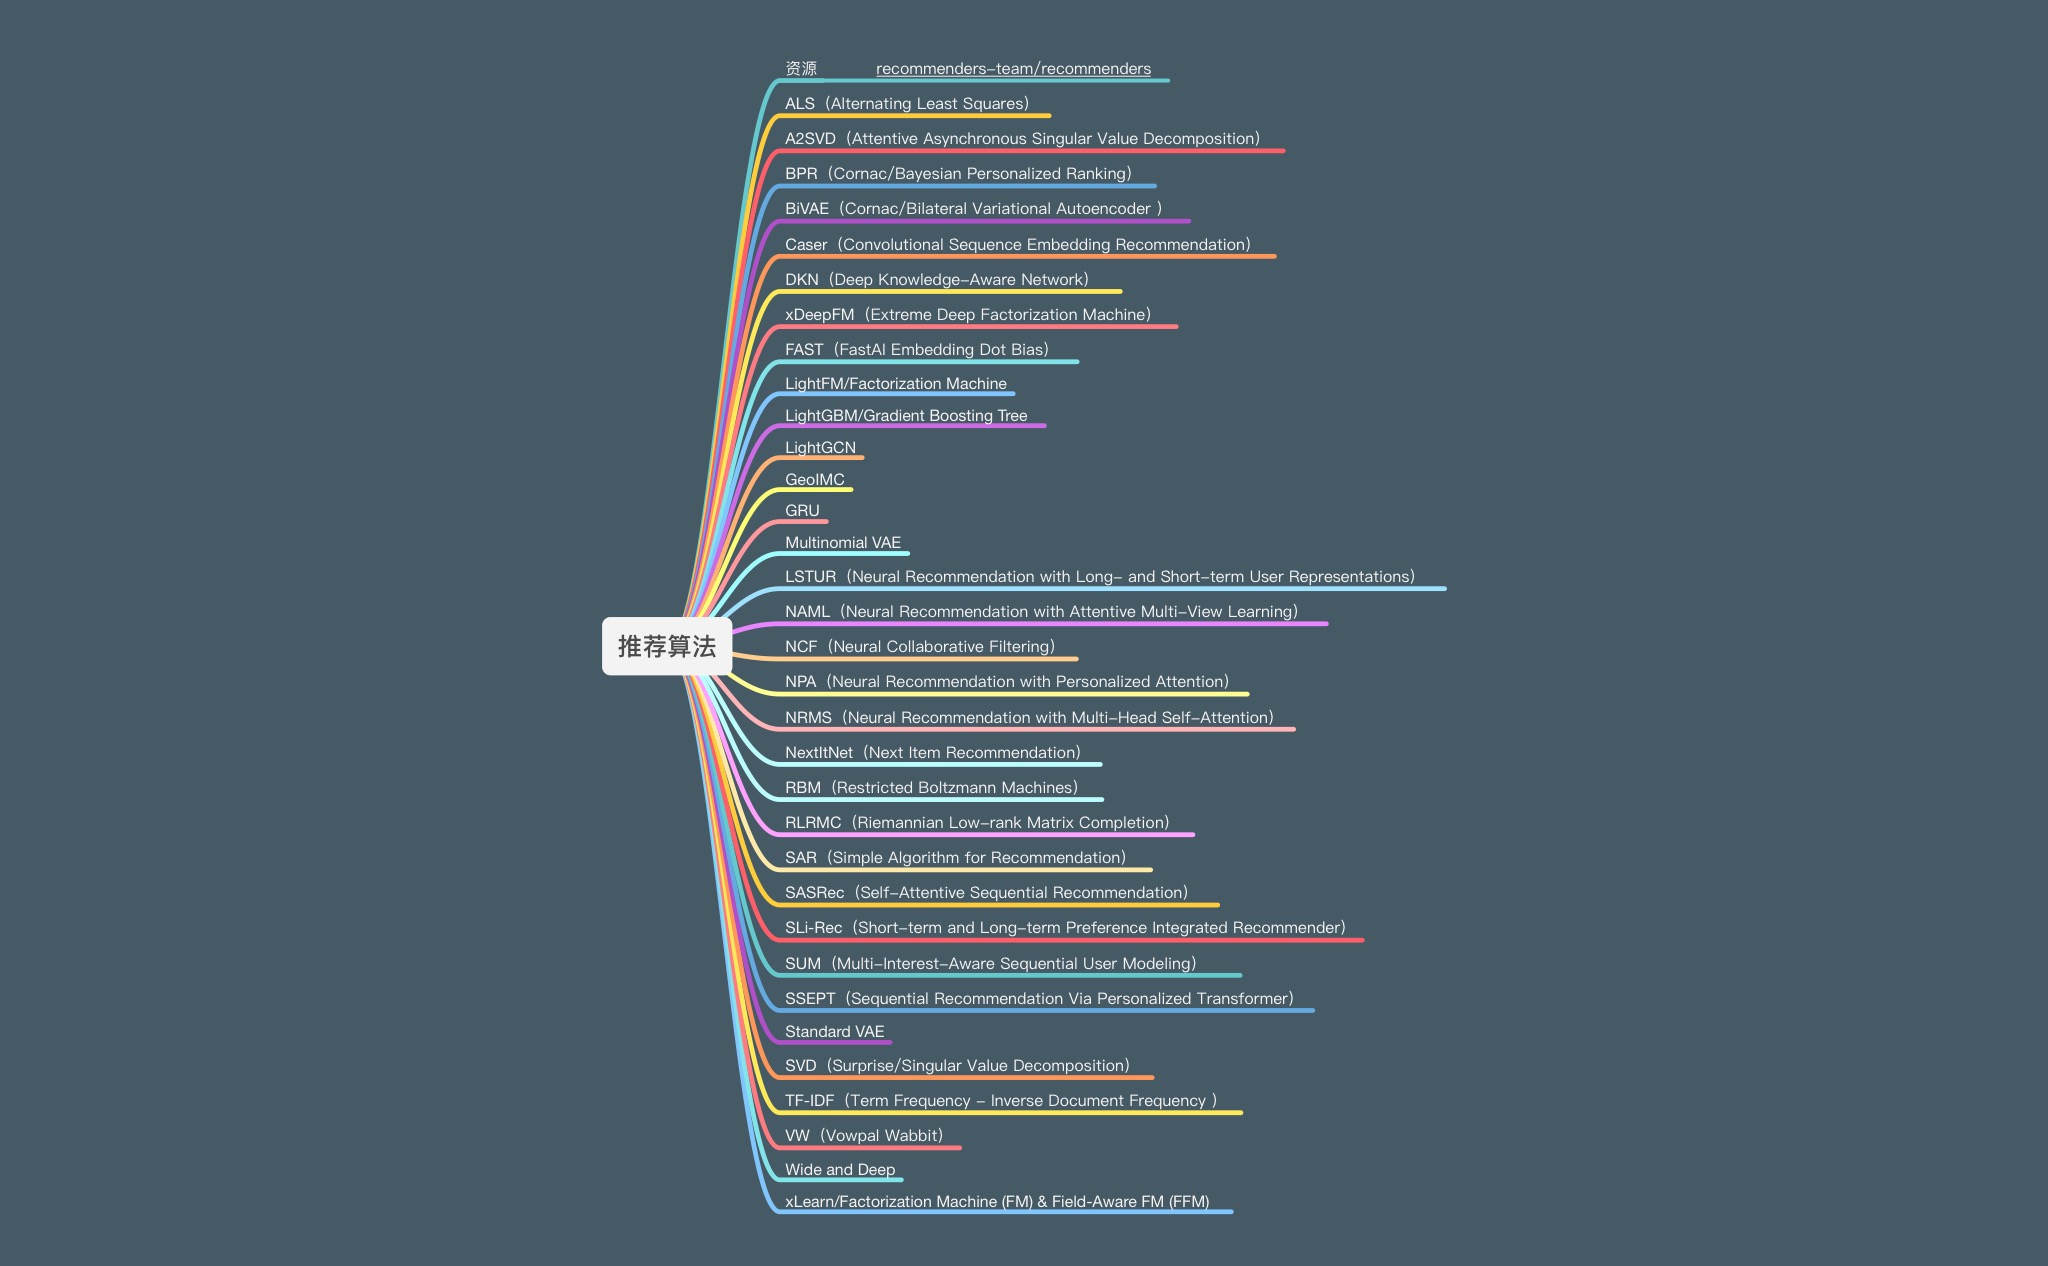 资源 recommenders-team/recommenders
ALS（Alternating Least Squares）
A2SVD（Attentive Asynchronous Singular Value Decomposition）
BPR（Cornac/Bayesian Personalized Ranking）
BiVAE（Cornac/Bilateral Variational Autoencoder ）
Caser（Convolutional Sequence Embedding Recommendation）
DKN（Deep Knowledge-Aware Network）
xDeepFM（Extreme Deep Factorization Machine）
FAST（FastAI Embedding Dot Bias）
LightFM/Factorization Machine
LightGBM/Gradient Boosting Tree
LightGCN
GeoIMC
GRU
Multinomial VAE
LSTUR（Neural Recommendation with Long- and Short-term User Representations）
NAML（Neural Recommendation with Attentive Multi-View Learning）
推荐算法
NCF（Neural Collaborative Filtering）
NPA（Neural Recommendation with Personalized Attention）
NRMS（Neural Recommendation with Multi-Head Self-Attention）
NextItNet（Next Item Recommendation）
RBM（Restricted Boltzmann Machines）
RLRMC（Riemannian Low-rank Matrix Completion）
SAR（Simple Algorithm for Recommendation）
SASRec（Self-Attentive Sequential Recommendation）
SLi-Rec（Short-term and Long-term Preference Integrated Recommender）
SUM（Multi-Interest-Aware Sequential User Modeling）
SSEPT（Sequential Recommendation Via Personalized Transformer）
Standard VAE
SVD（Surprise/Singular Value Decomposition）
TF-IDF（Term Frequency - Inverse Document Frequency ）
VW（Vowpal Wabbit）
Wide and Deep
xLearn/Factorization Machine (FM) & Field-Aware FM (FFM)